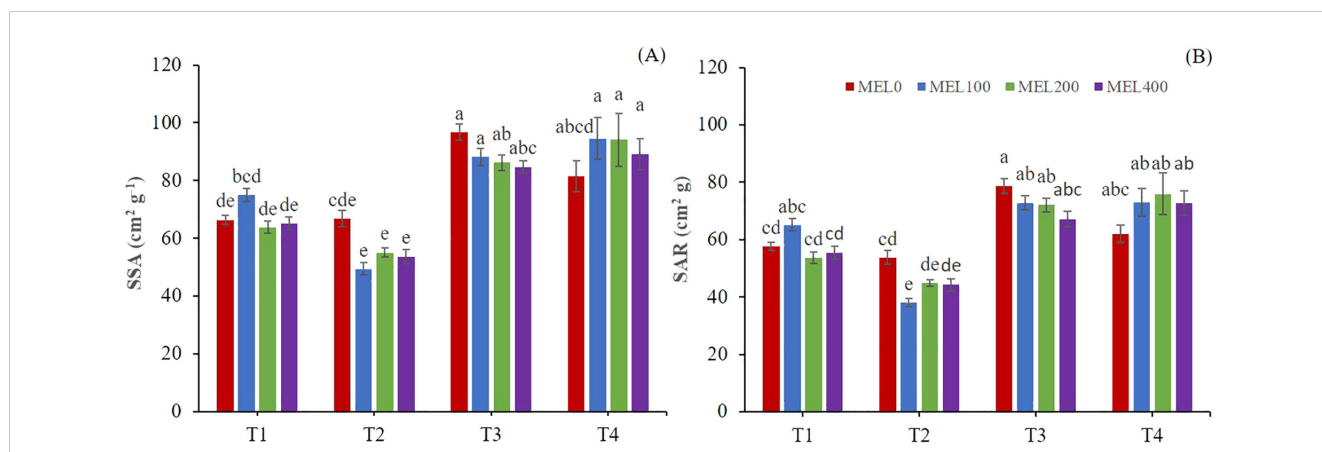 (A)
SSA (cm² g⁻¹)
120
100
80
60
40
20
0
de bcd de de
cde e e e
a a ab abc
abcd a a a
T1 T2 T3 T4
(B)
MEL0 MEL100 MEL200 MEL400
SAR (cm² g)
120
100
80
60
40
20
0
cd abc cd cd
cd e de de
a ab ab abc
abc ab ab ab
T1 T2 T3 T4